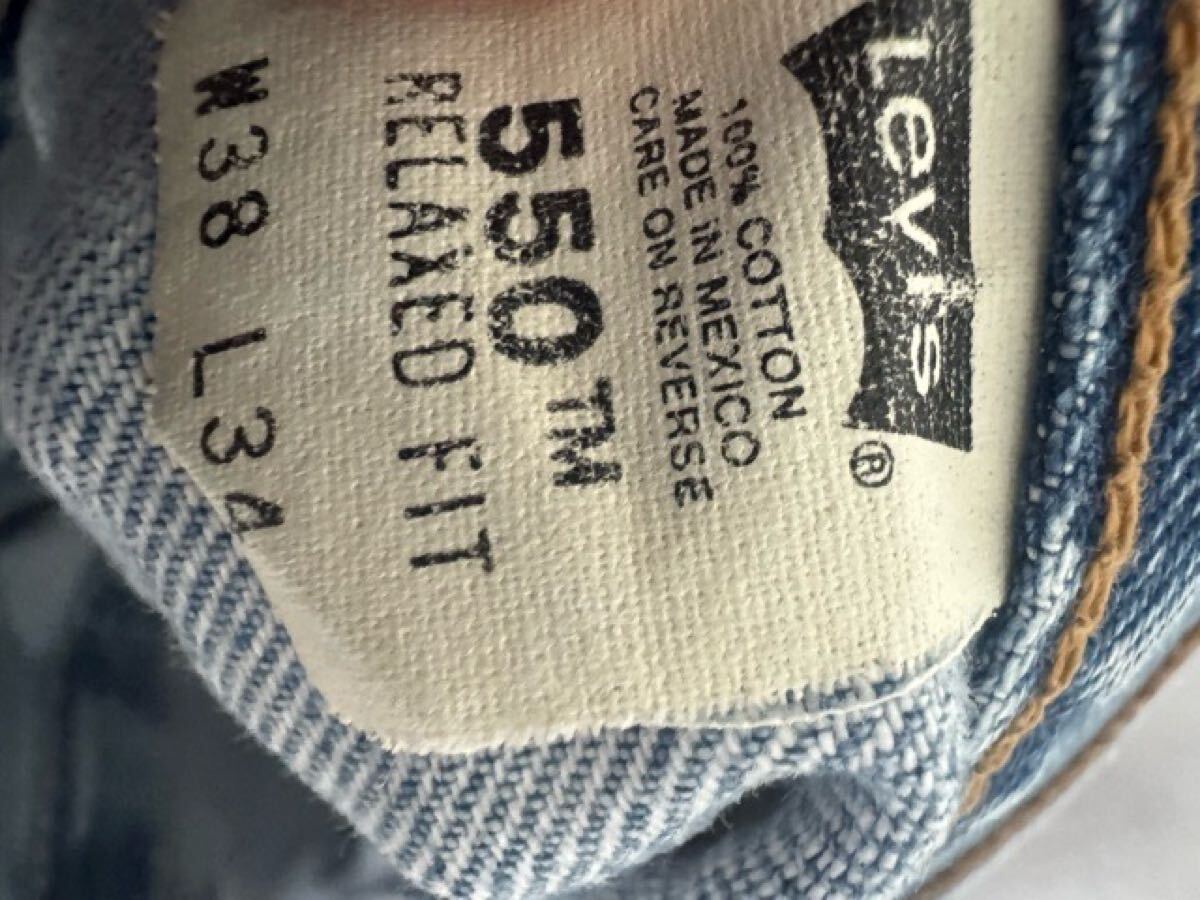 Levi's®
100% COTTON
MADE IN MEXICO
CARE ON REVERSE
550™
RELAXED FIT
W38 L34